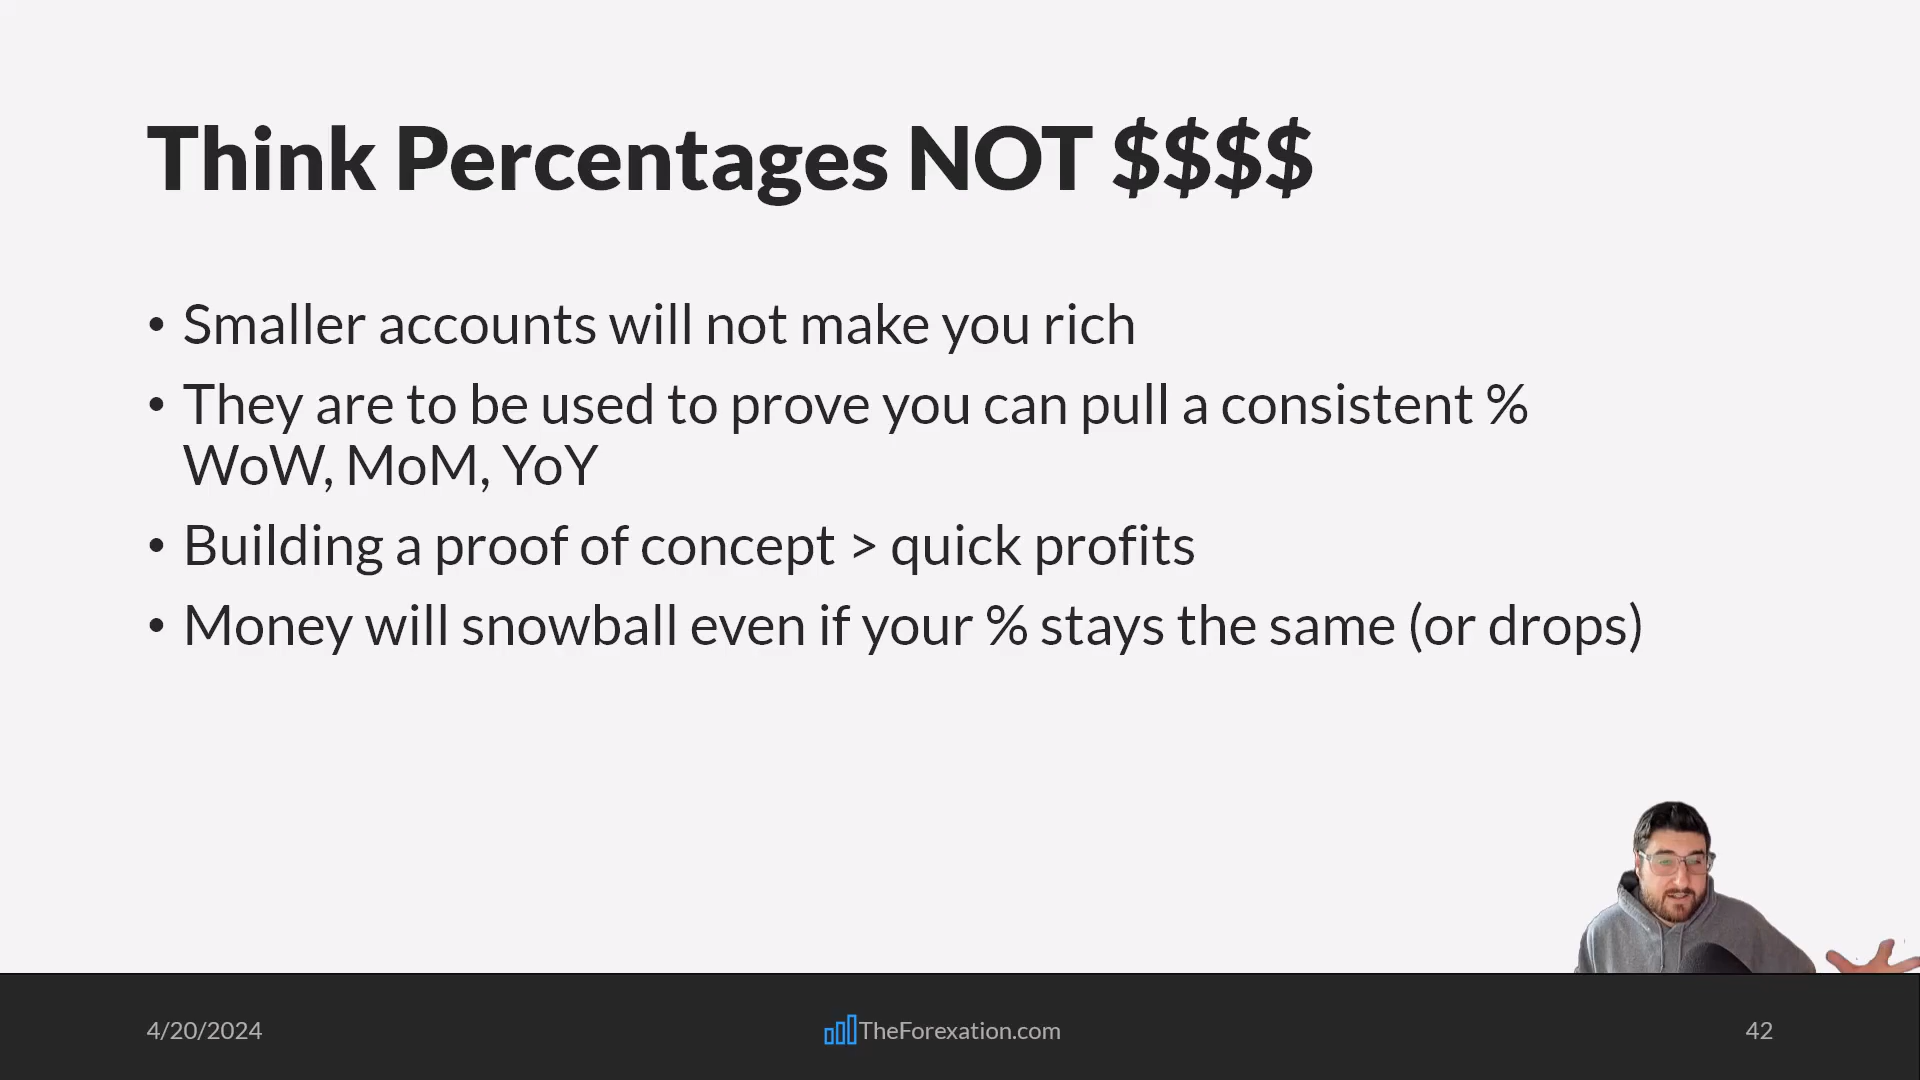 Think Percentages NOT $$$$
• Smaller accounts will not make you rich
• They are to be used to prove you can pull a consistent %
WoW, MoM, YoY
• Building a proof of concept > quick profits
• Money will snowball even if your % stays the same (or drops)
4/20/2024
TheForexation.com
42